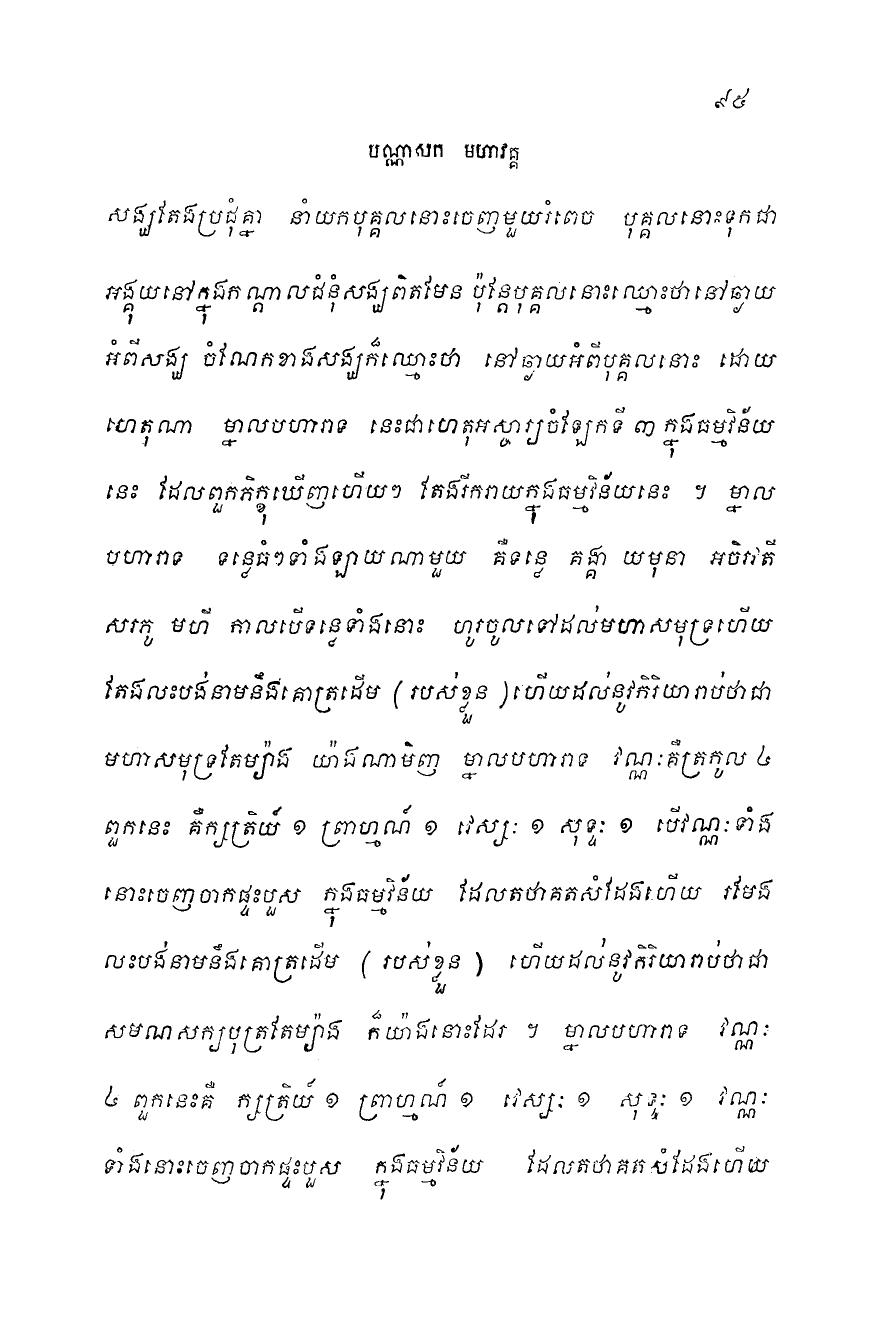 ៩៥
បណ្ណាសក មហាវគ្គ
សង្ឃតែងប្រជុំគ្នា នាំយកបុគ្គលនោះចេញមួយរំពេច បុគ្គលនោះទុកជា
អង្គុយនៅក្នុងកណ្តាលជំនុំសង្ឃពិតមែន ប៉ុន្តែបុគ្គលនោះឈ្មោះថានៅឆ្ងាយ
អំពីសង្ឃ ចំណែកខាងសង្ឃក៏ឈ្មោះថា នៅឆ្ងាយអំពីបុគ្គលនោះ ដោយ
ហេតុណា ម្នាលបហារាទ នេះជាហេតុអស្ចារ្យចំឡែកទី ៣ ក្នុងធម្មវិន័យ
នេះ ដែលពួកភិក្ខុឃើញហើយៗ តែងរីករាយក្នុងធម្មវិន័យនេះ ។ ម្នាល
បហារាទ ទន្លេធំៗទាំងឡាយណាមួយ គឺទន្លេ គង្គា យមុនា អចិរវតី
សរភូ មហី កាលបើទន្លេទាំងនោះ ហូរចូលទៅដល់មហាសមុទ្រហើយ
តែងលះបង់នាមនឹងគោត្រដើម ( របស់ខ្លួន ) ហើយដល់នូវកិរិយារាប់ថាជា
មហាសមុទ្រតែម្យ៉ាង យ៉ាងណាមិញ ម្នាលបហារាទ វណ្ណៈគឺត្រកូល ៤
ពួកនេះ គឺក្សត្រិយ៍ ១ ព្រាហ្មណ៍ ១ វេស្សៈ ១ សុទ្ទៈ ១ បើវណ្ណៈទាំង
នោះចេញចាកផ្ទះបួស ក្នុងធម្មវិន័យ ដែលតថាគតសំដែងហើយ រមែង
លះបង់នាមនឹងគោត្រដើម ( របស់ខ្លួន ) ហើយដល់នូវកិរិយារាប់ថាជា
សមណសក្យបុត្រតែម្យ៉ាង ក៏យ៉ាងនោះដែរ ។ ម្នាលបហារាទ វណ្ណៈ
៤ ពួកនេះគឺ ក្សត្រិយ៍ ១ ព្រាហ្មណ៍ ១ វេស្សៈ ១ សុទ្ទៈ ១ វណ្ណៈ
ទាំងនោះចេញចាកផ្ទះបួស ក្នុងធម្មវិន័យ ដែលតថាគតសំដែងហើយ